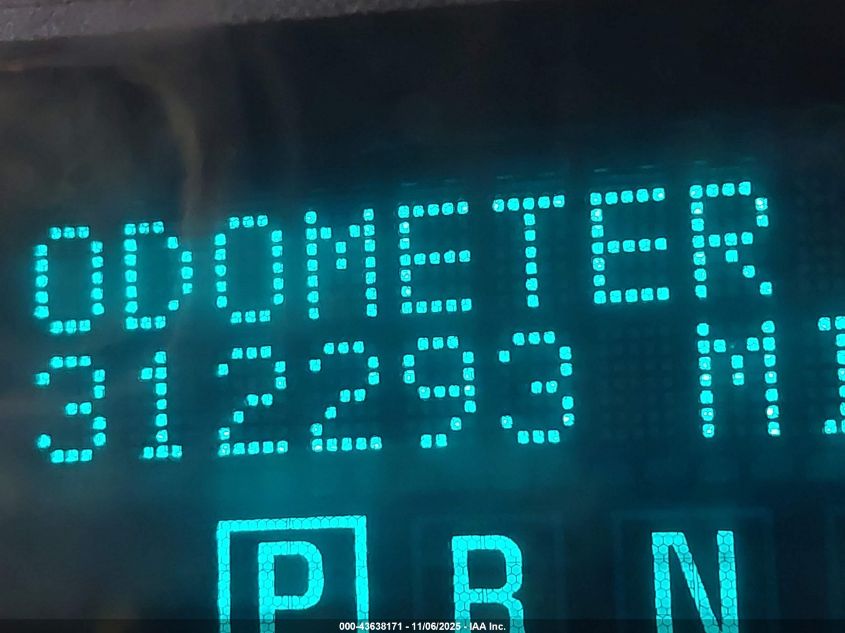 ODOMETER
312293 MI
P R N
000-43638171 - 11/06/2025 - IAA Inc.